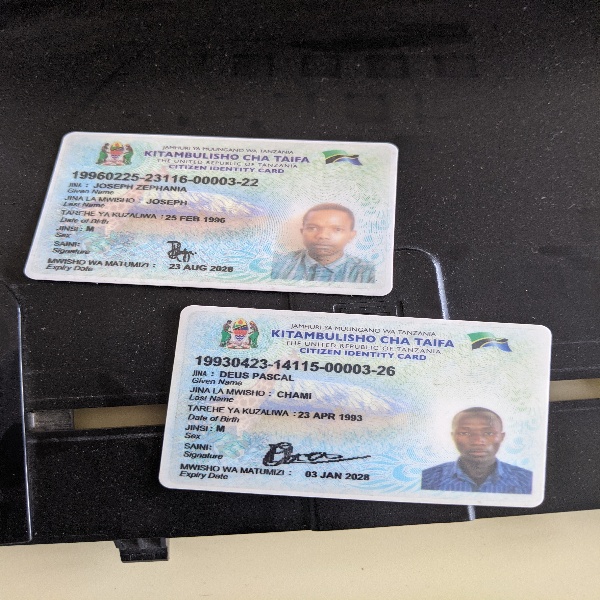 JAMHURI YA MUUNGANO WA TANZANIA
KITAMBULISHO CHA TAIFA
THE UNITED REPUBLIC OF TANZANIA
CITIZEN IDENTITY CARD
19960225-23116-00003-22
JINA : JOSEPH ZEPHANIA
Given Name
JINA LA MWISHO : JOSEPH
Last Name
TAREHE YA KUZALIWA : 25 FEB 1996
Date of Birth
JINSI : M
Sex
SAINI:
Signature
MWISHO WA MATUMIZI : 23 AUG 2028
Expiry Date
JAMHURI YA MUUNGANO WA TANZANIA
KITAMBULISHO CHA TAIFA
THE UNITED REPUBLIC OF TANZANIA
CITIZEN IDENTITY CARD
19930423-14115-00003-26
JINA : DEUS PASCAL
Given Name
JINA LA MWISHO : CHAMI
Last Name
TAREHE YA KUZALIWA : 23 APR 1993
Date of Birth
JINSI : M
Sex
SAINI:
Signature
MWISHO WA MATUMIZI : 03 JAN 2028
Expiry Date